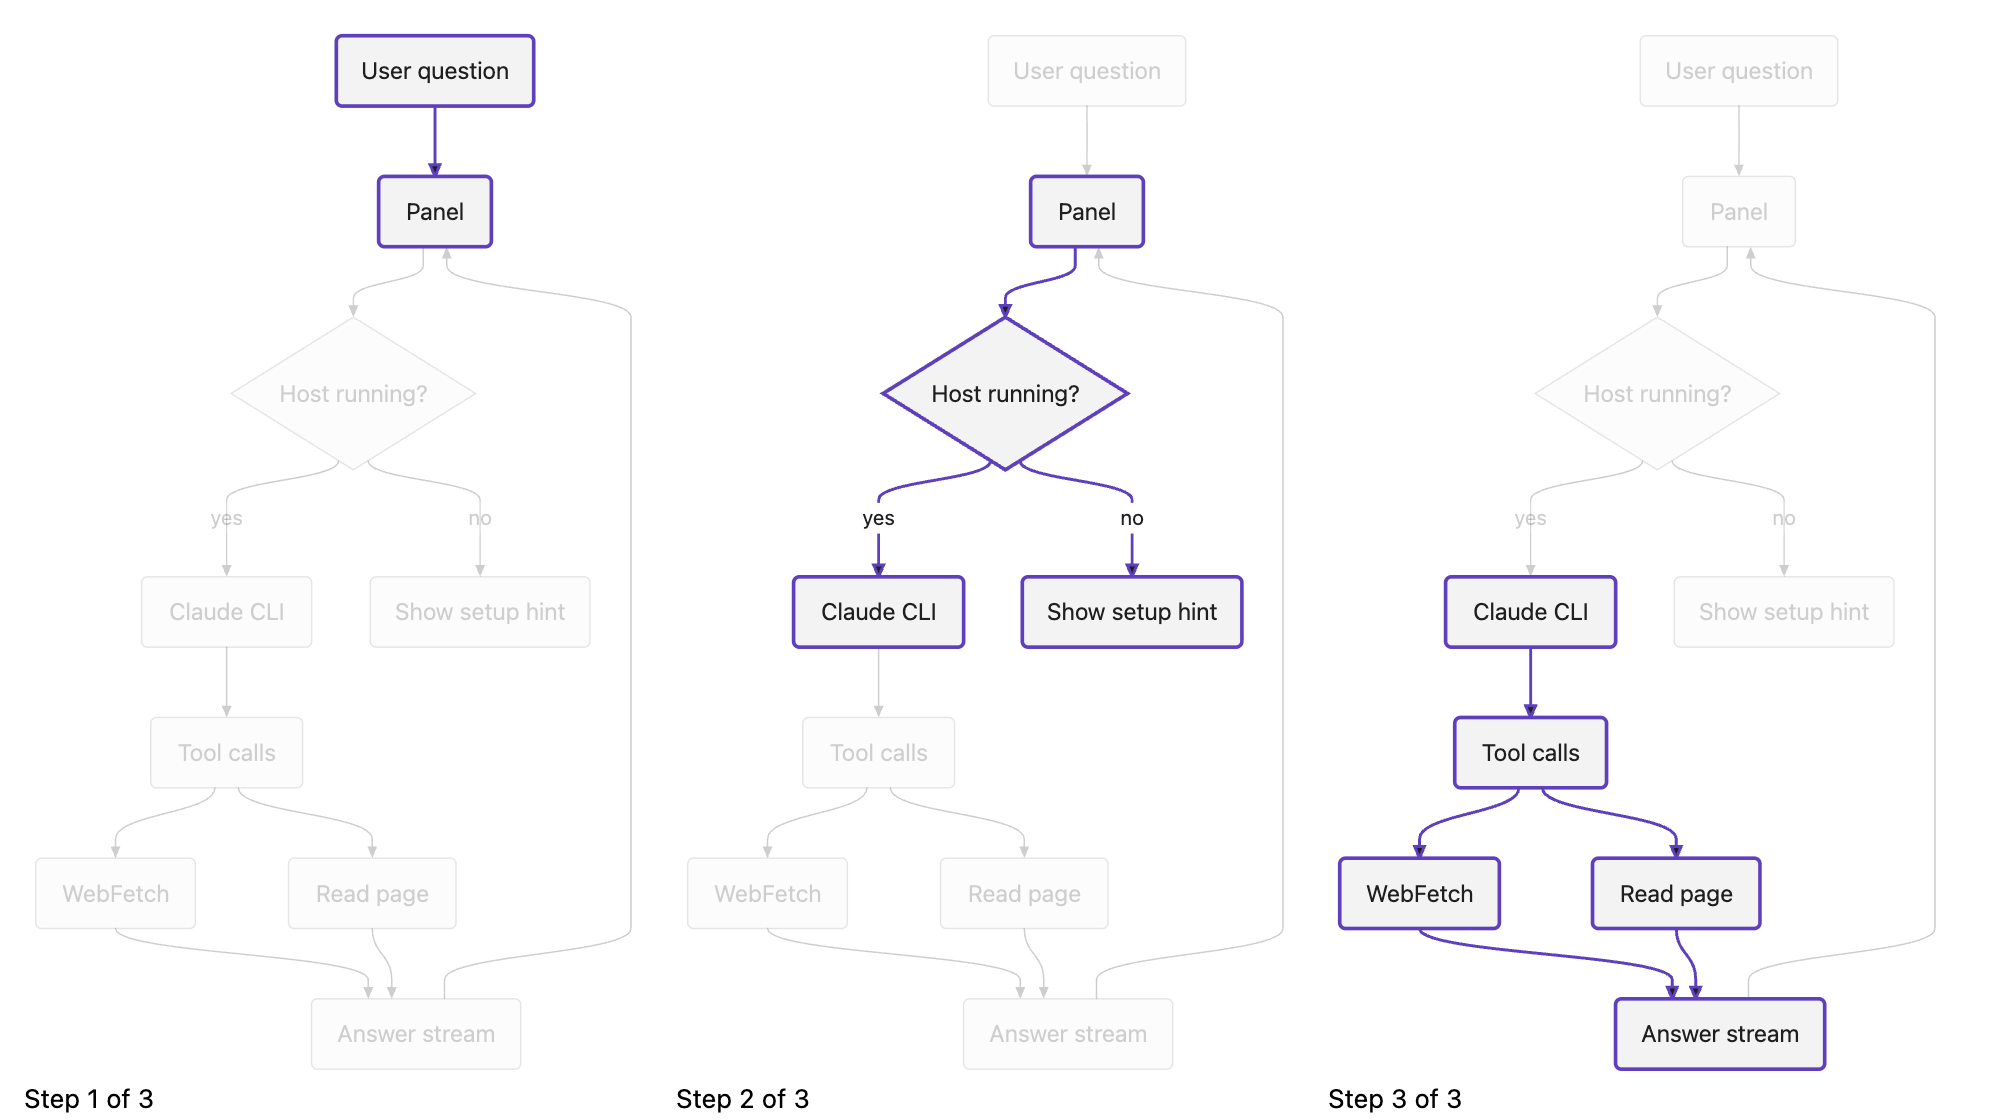 User question
Panel
Host running?
yes
no
Claude CLI
Show setup hint
Tool calls
WebFetch
Read page
Answer stream
Step 1 of 3
User question
Panel
Host running?
yes
no
Claude CLI
Show setup hint
Tool calls
WebFetch
Read page
Answer stream
Step 2 of 3
User question
Panel
Host running?
yes
no
Claude CLI
Show setup hint
Tool calls
WebFetch
Read page
Answer stream
Step 3 of 3